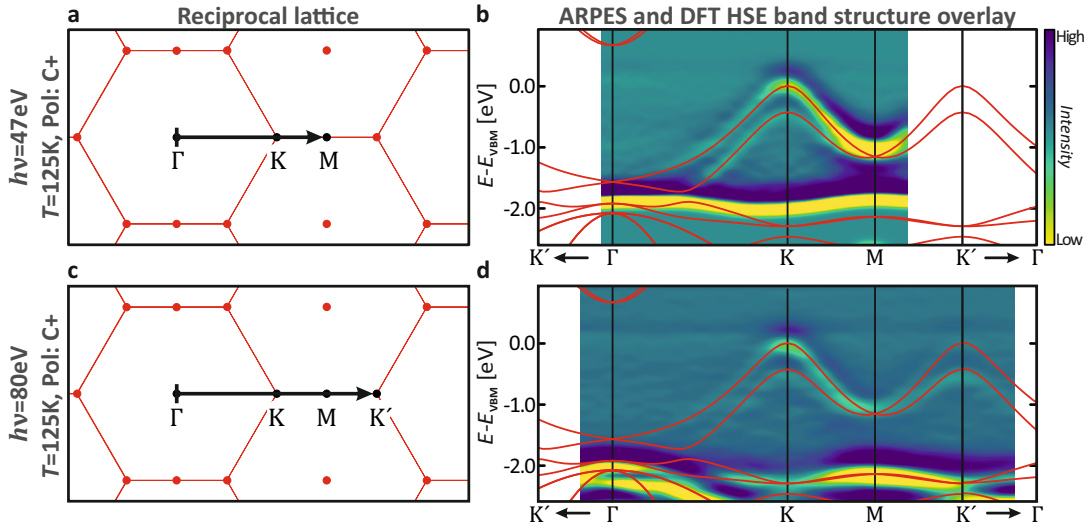 Reciprocal lattice
ARPES and DFT HSE band structure overlay
a
hν=47eV
T=125K, Pol: C+
Γ
K
M
b
E-E_VBM [eV]
0.0
-1.0
-2.0
K´ Γ K M K´ Γ
High
Intensity
Low
c
hν=80eV
T=125K, Pol: C+
Γ
K
M
K´
d
E-E_VBM [eV]
0.0
-1.0
-2.0
K´ Γ K M K´ Γ